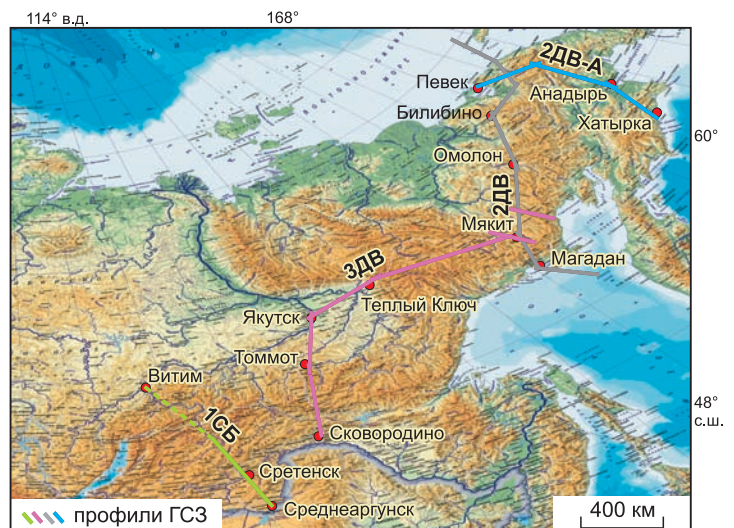 114° в.д.
168°
2ДВ-А
Певек
Анадырь
Билибино
Хатырка
60°
Омолон
2ДВ
Мякит
Магадан
3ДВ
Теплый Ключ
Якутск
Томмот
Витим
48°
с.ш.
1СБ
Сковородино
Сретенск
Среднеаргунск
профили ГСЗ
400 км